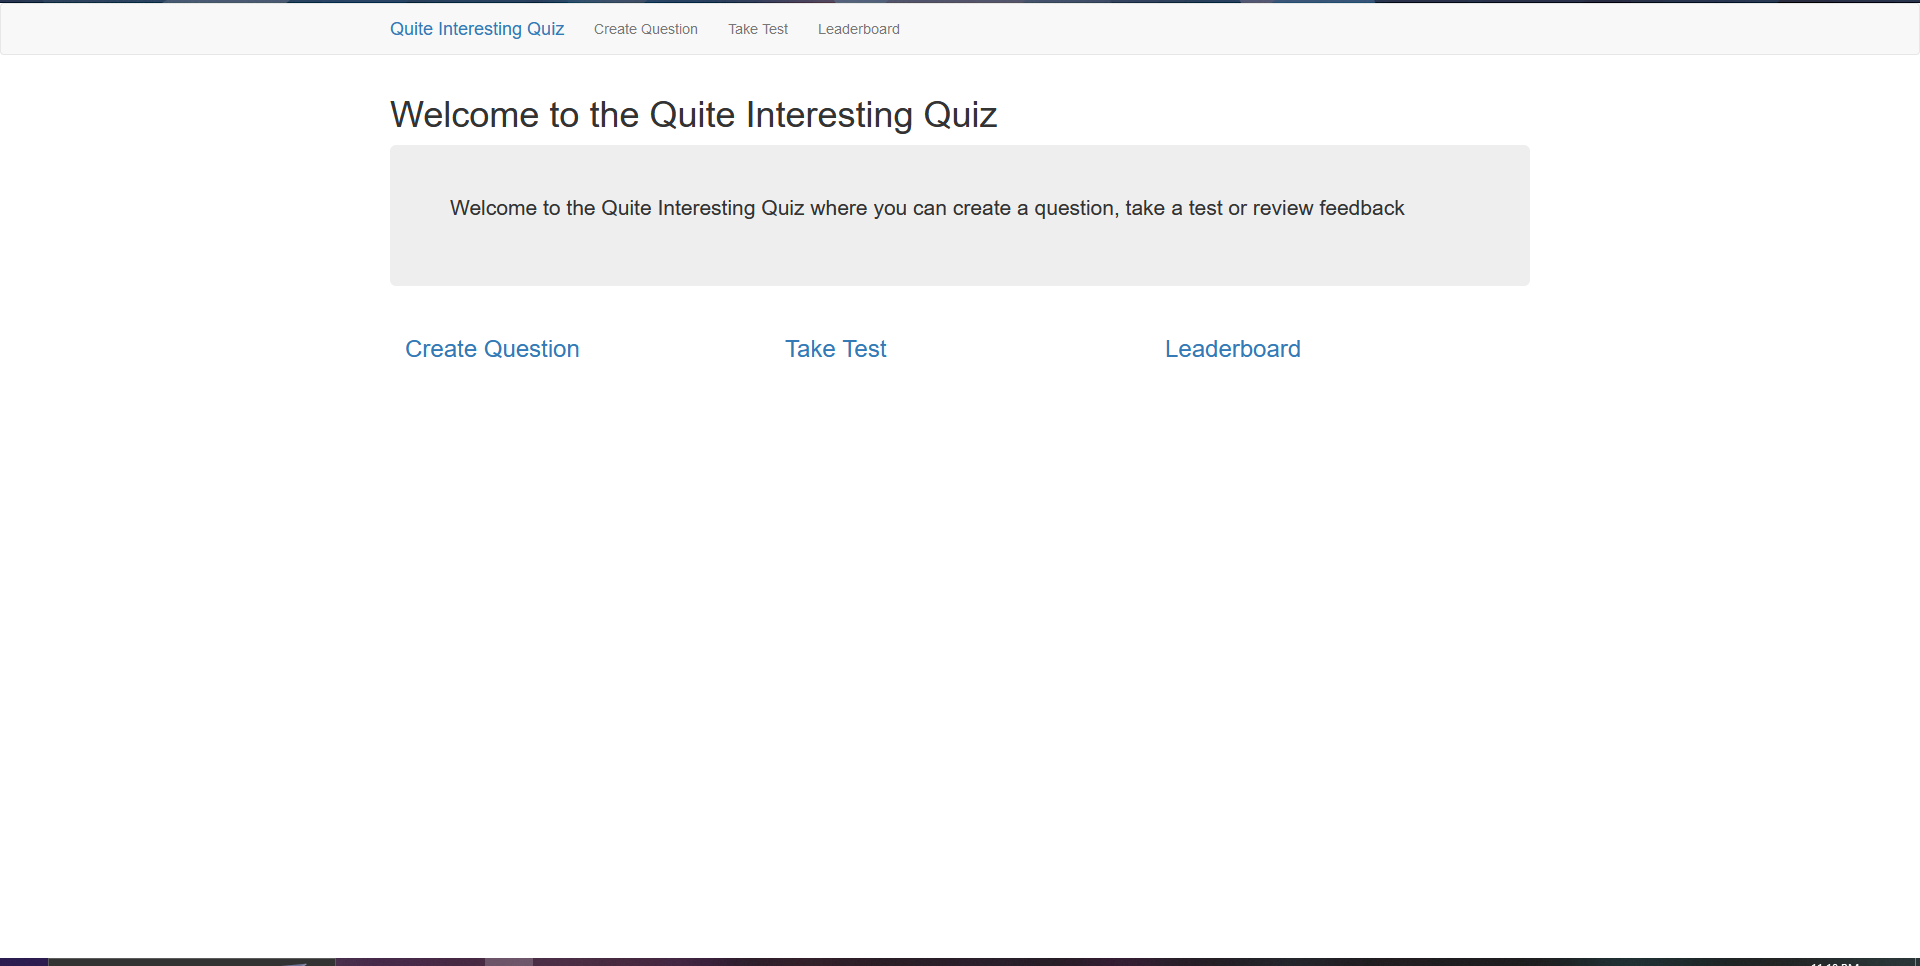 Quite Interesting Quiz Create Question Take Test Leaderboard
Welcome to the Quite Interesting Quiz
Welcome to the Quite Interesting Quiz where you can create a question, take a test or review feedback
Create Question Take Test Leaderboard